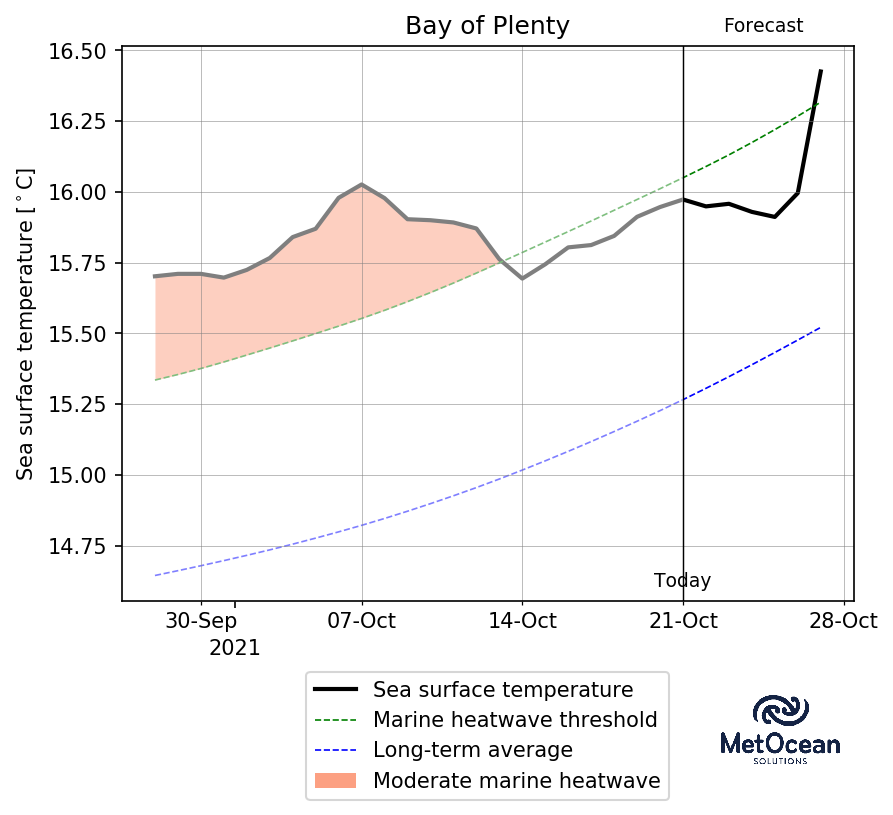 Bay of Plenty
Forecast
Sea surface temperature [°C]
16.50
16.25
16.00
15.75
15.50
15.25
15.00
14.75
Today
30-Sep
07-Oct
14-Oct
21-Oct
28-Oct
2021
Sea surface temperature
Marine heatwave threshold
Long-term average
Moderate marine heatwave
MetOcean
SOLUTIONS